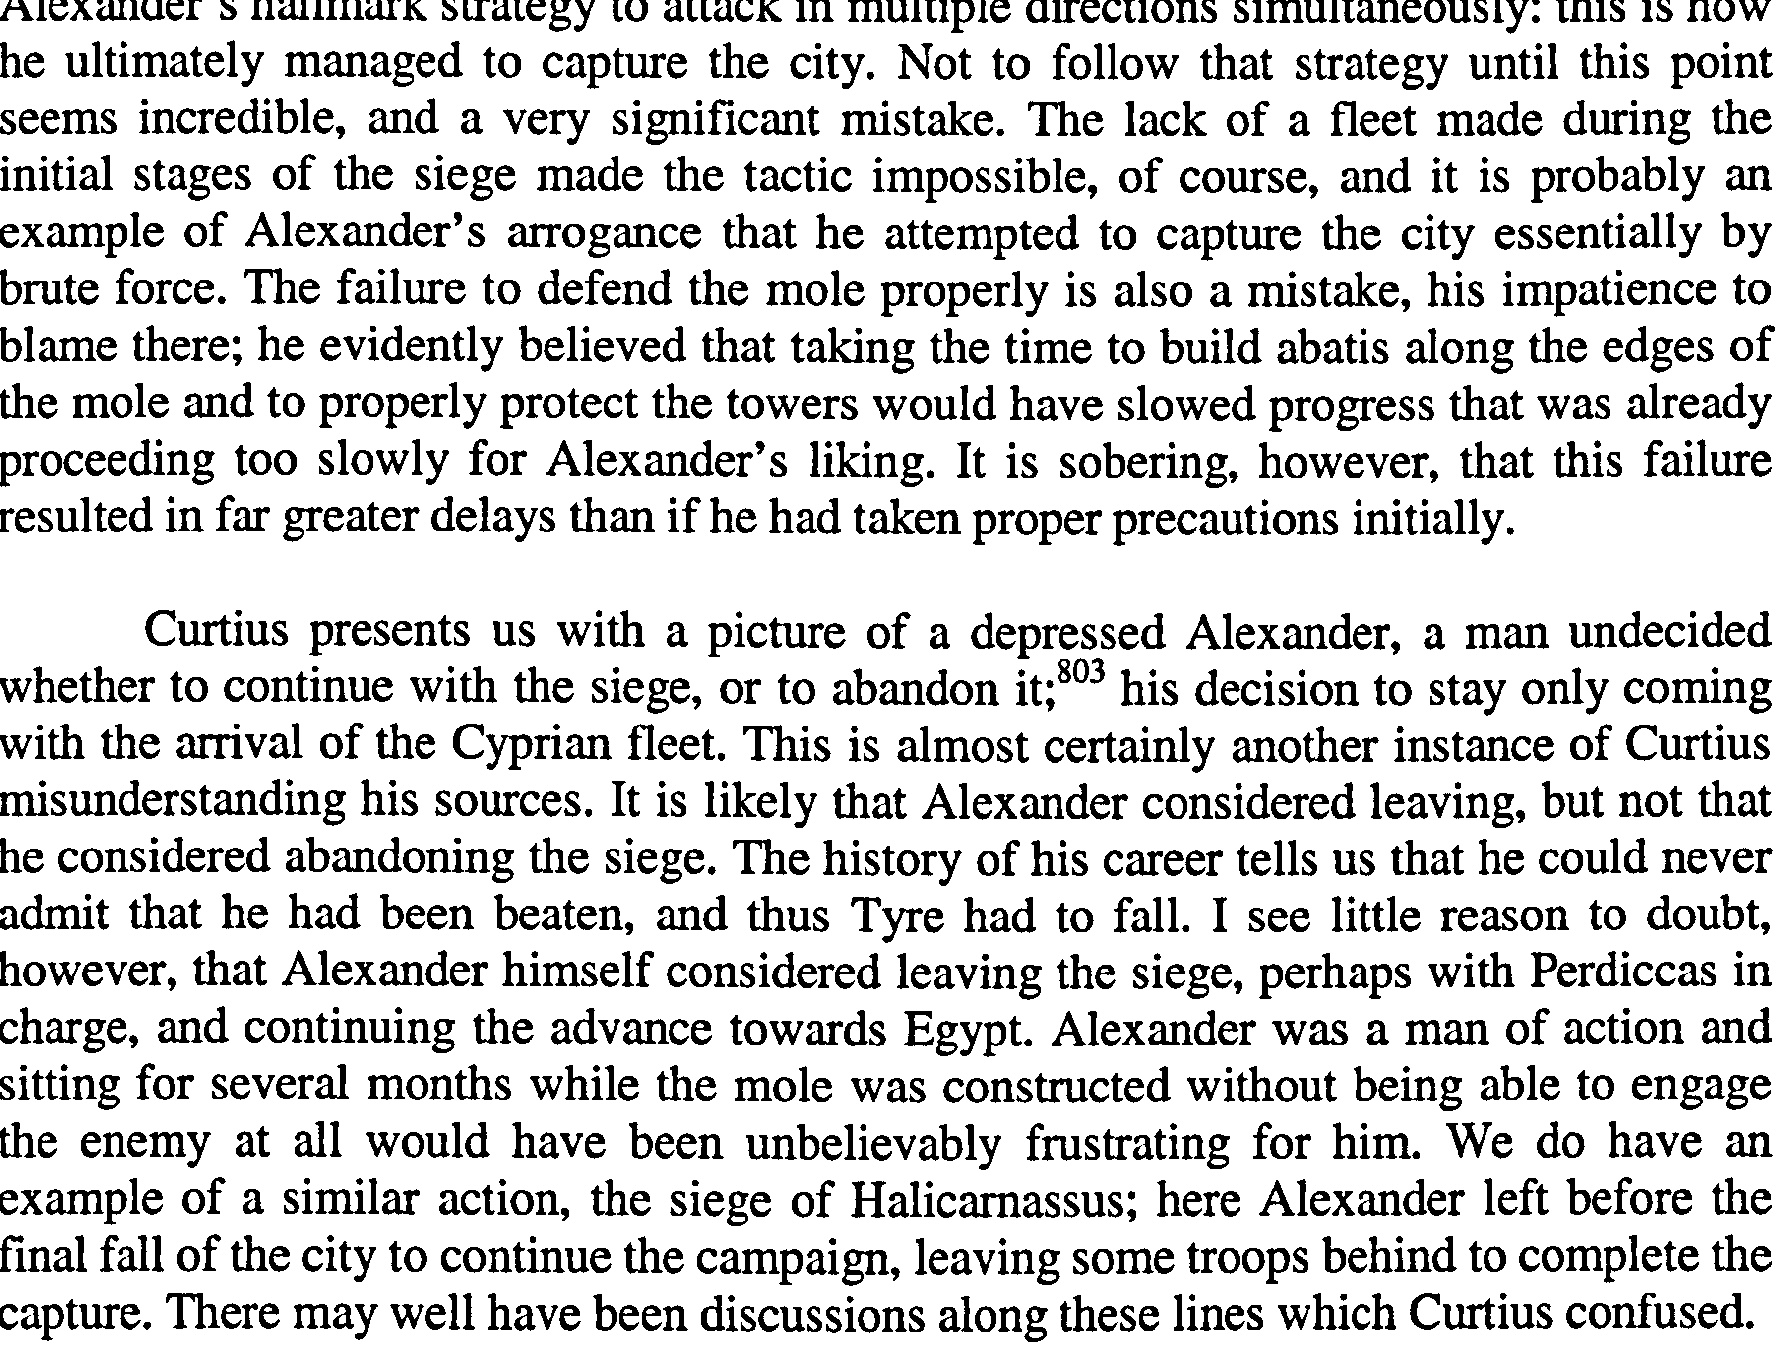 Alexander's hallmark strategy to attack in multiple directions simultaneously: this is how
he ultimately managed to capture the city. Not to follow that strategy until this point
seems incredible, and a very significant mistake. The lack of a fleet made during the
initial stages of the siege made the tactic impossible, of course, and it is probably an
example of Alexander's arrogance that he attempted to capture the city essentially by
brute force. The failure to defend the mole properly is also a mistake, his impatience to
blame there; he evidently believed that taking the time to build abatis along the edges of
the mole and to properly protect the towers would have slowed progress that was already
proceeding too slowly for Alexander's liking. It is sobering, however, that this failure
resulted in far greater delays than if he had taken proper precautions initially.
Curtius presents us with a picture of a depressed Alexander, a man undecided
whether to continue with the siege, or to abandon it;803 his decision to stay only coming
with the arrival of the Cyprian fleet. This is almost certainly another instance of Curtius
misunderstanding his sources. It is likely that Alexander considered leaving, but not that
he considered abandoning the siege. The history of his career tells us that he could never
admit that he had been beaten, and thus Tyre had to fall. I see little reason to doubt,
however, that Alexander himself considered leaving the siege, perhaps with Perdiccas in
charge, and continuing the advance towards Egypt. Alexander was a man of action and
sitting for several months while the mole was constructed without being able to engage
the enemy at all would have been unbelievably frustrating for him. We do have an
example of a similar action, the siege of Halicarnassus; here Alexander left before the
final fall of the city to continue the campaign, leaving some troops behind to complete the
capture. There may well have been discussions along these lines which Curtius confused.